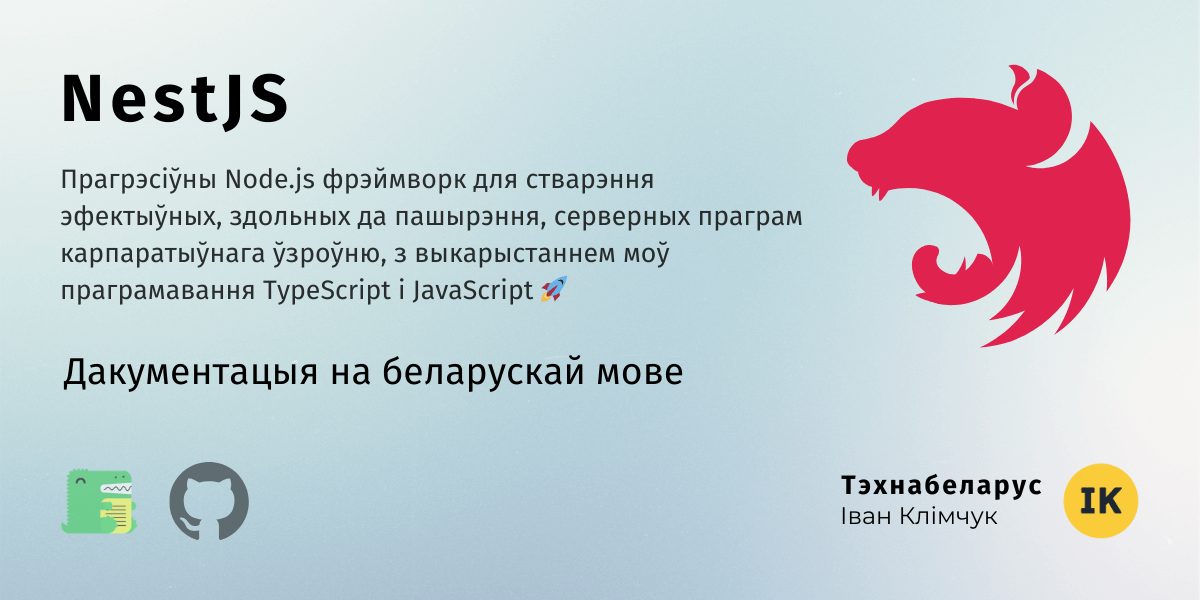 NestJS
Прагрэсіўны Node.js фрэймворк для стварэння
эфектыўных, здольных да пашырэння, серверных праграм
карпаратыўнага ўзроўню, з выкарыстаннем моў
праграмавання TypeScript і JavaScript 🚀
Дакументацыя на беларускай мове
Тэхнабеларус
Іван Клімчук
IK